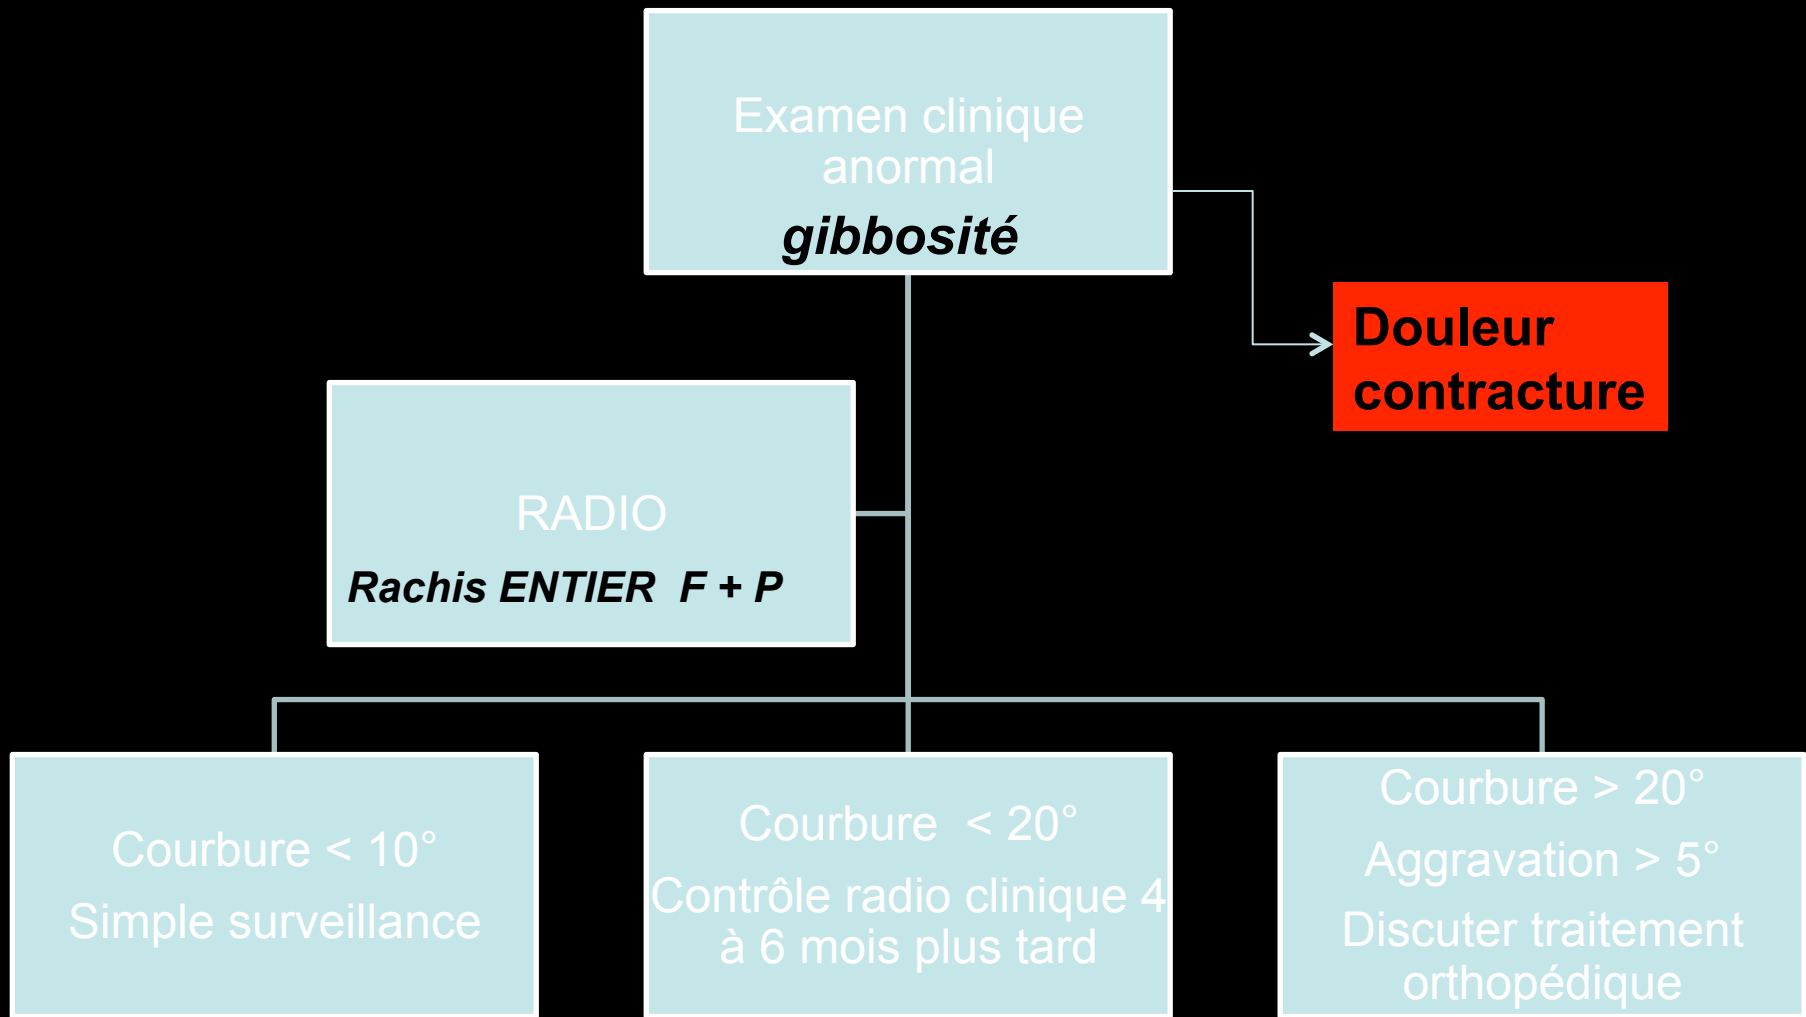 Examen clinique
anormal
gibbosité
Douleur
contracture
RADIO
Rachis ENTIER F + P
Courbure < 10°
Simple surveillance
Courbure < 20°
Contrôle radio clinique 4
à 6 mois plus tard
Courbure > 20°
Aggravation > 5°
Discuter traitement
orthopédique